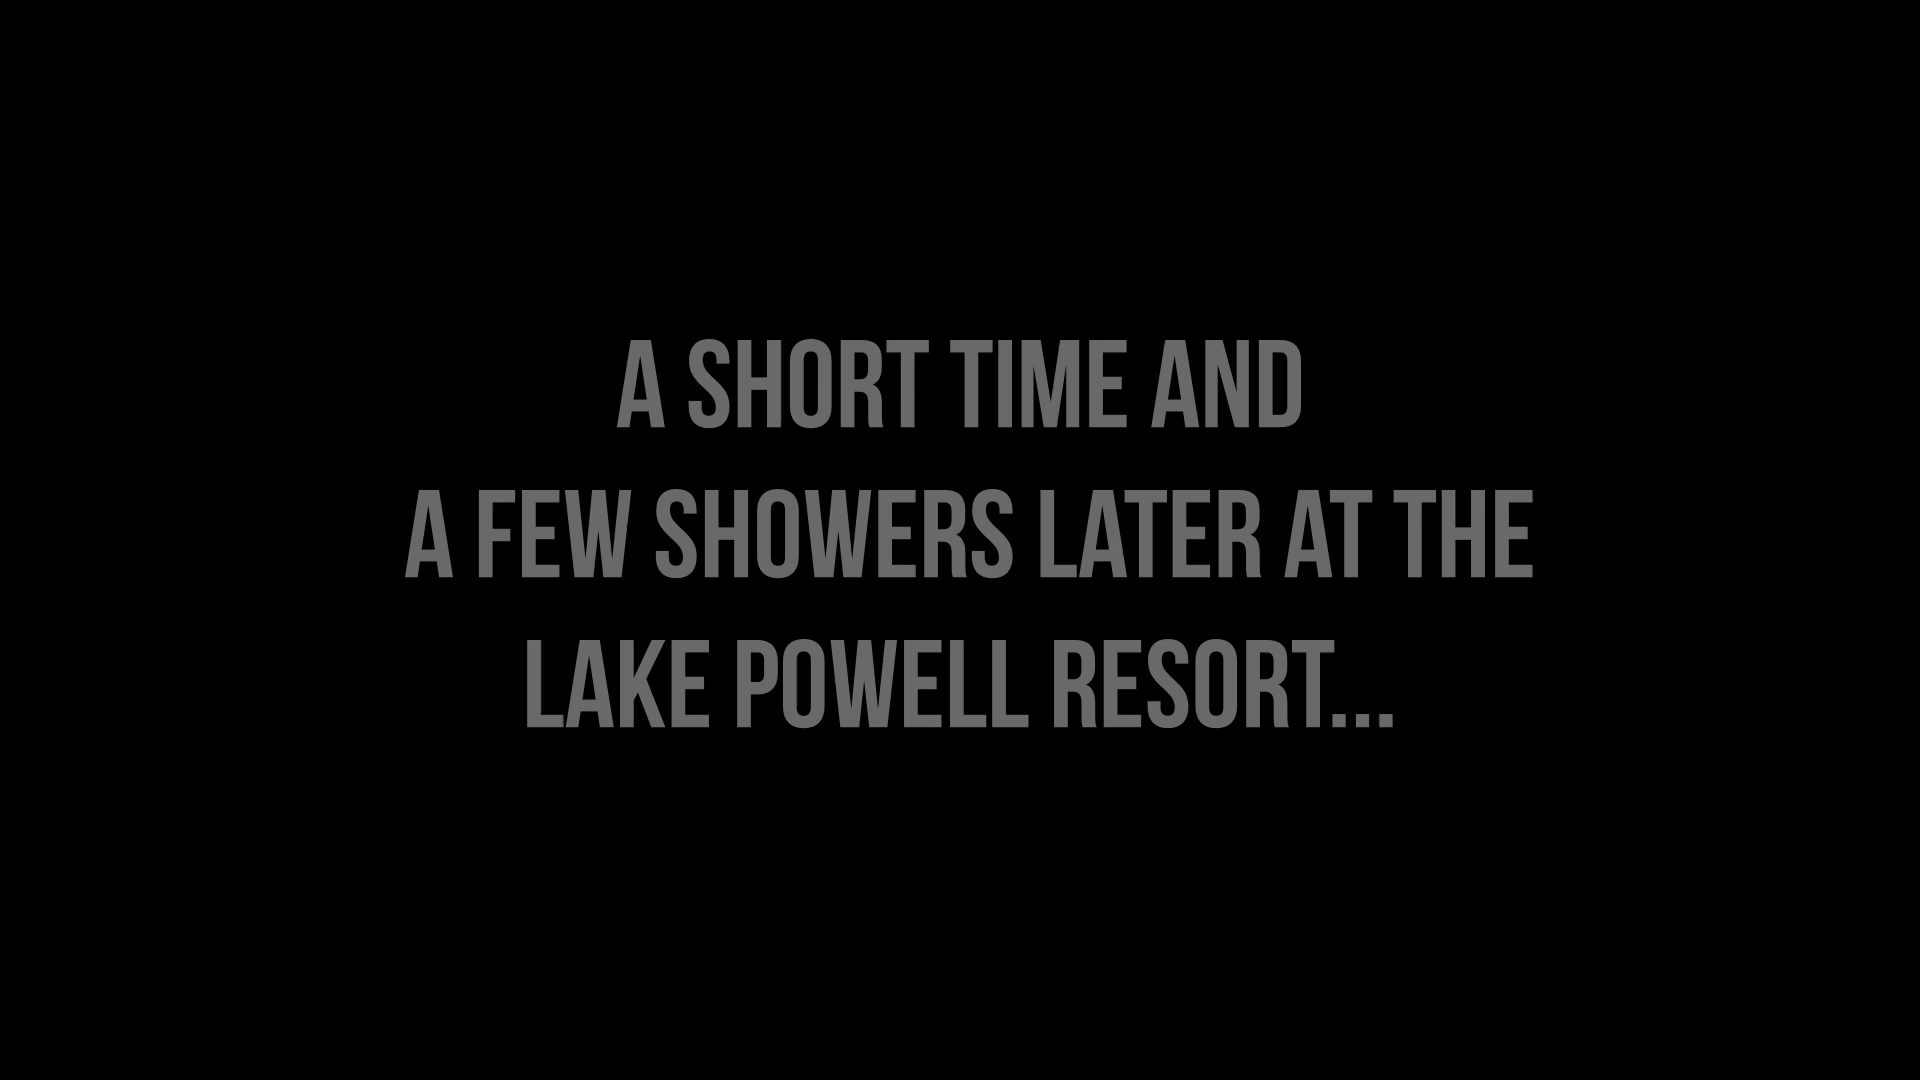 A SHORT TIME AND
A FEW SHOWERS LATER AT THE
LAKE POWELL RESORT...